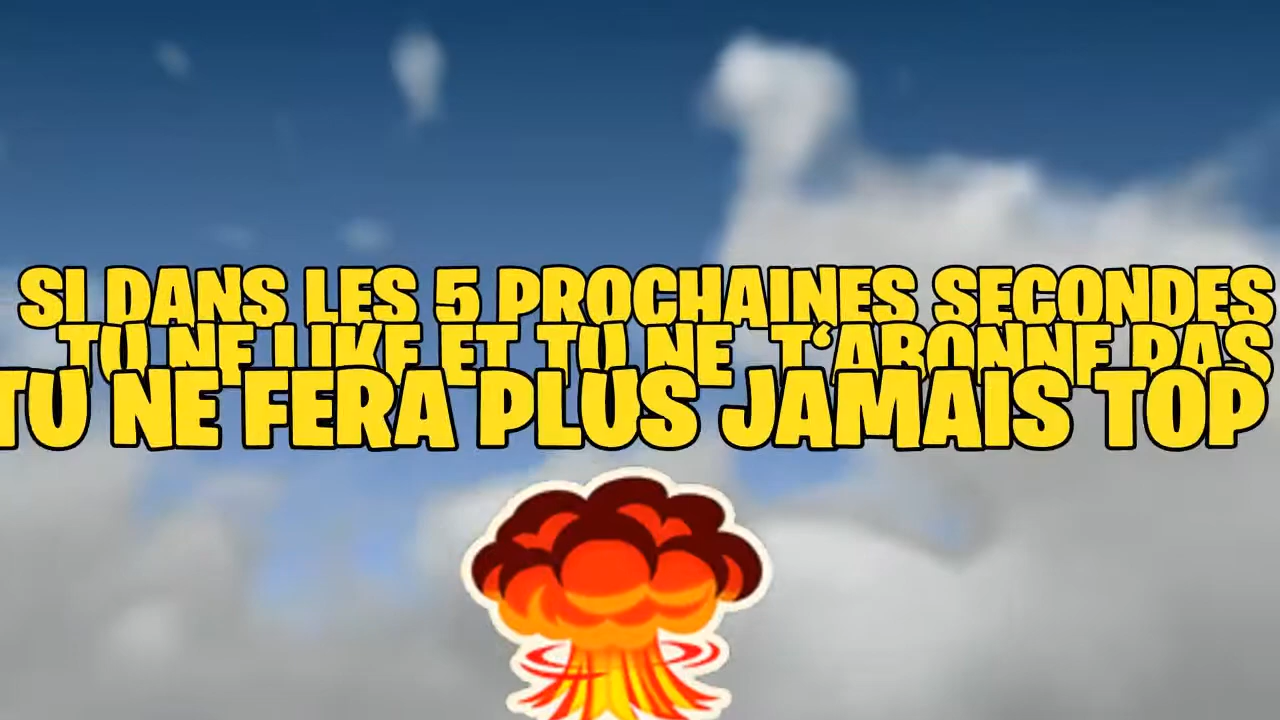 SI DANS LES 5 PROCHAINES SECONDES
TU NE LIKE ET TU NE T‘ABONNE PAS
TU NE FERA PLUS JAMAIS TOP